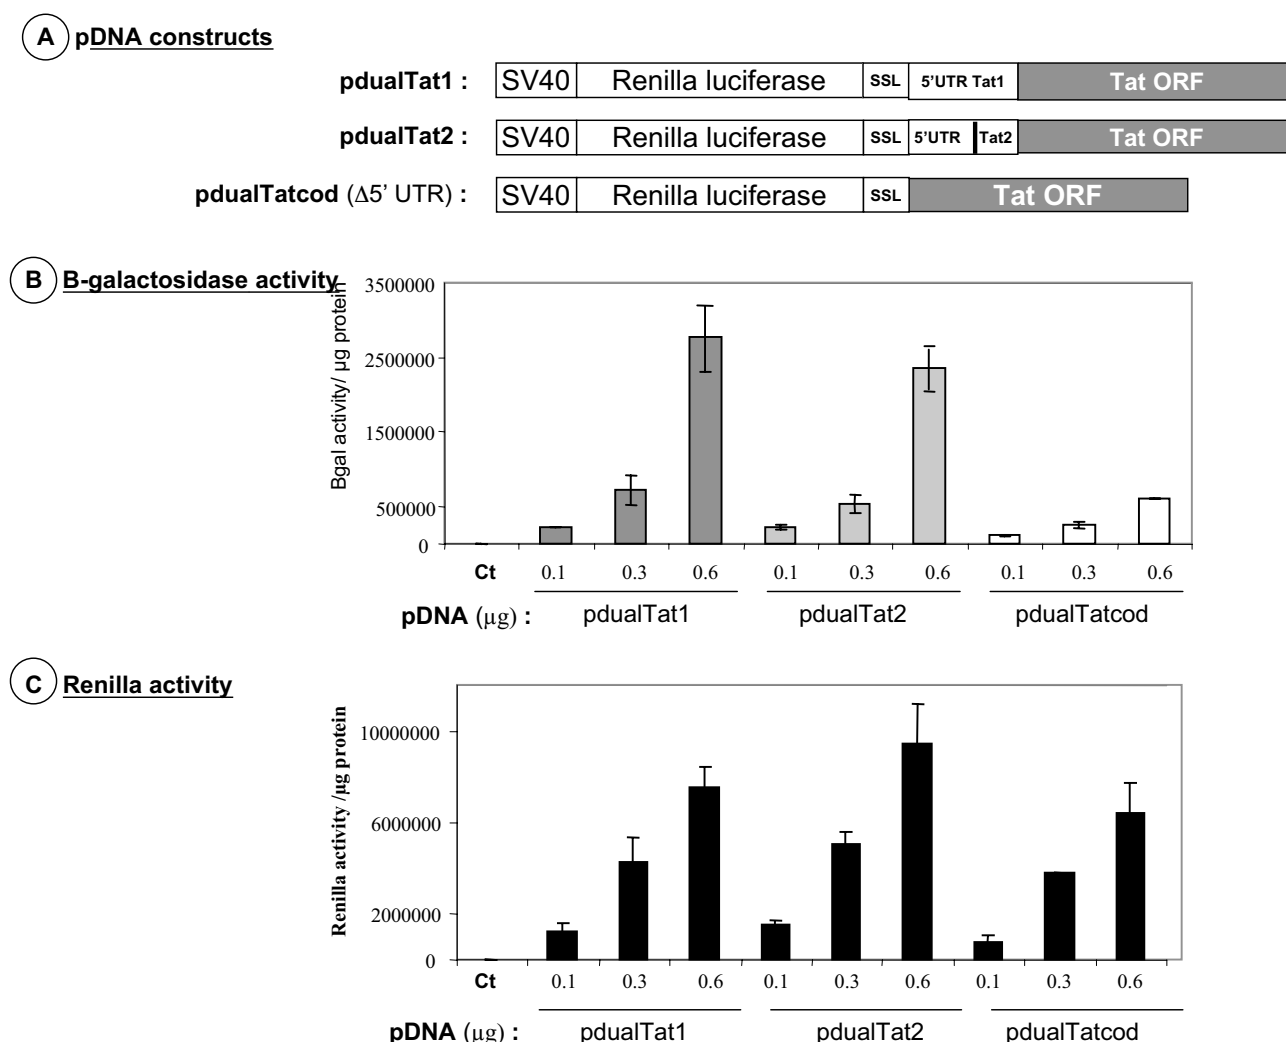 A pDNA constructs
pdualTat1 : SV40 Renilla luciferase SSL 5'UTR Tat1 Tat ORF
pdualTat2 : SV40 Renilla luciferase SSL 5'UTR Tat2 Tat ORF
pdualTatcod (Δ5' UTR) : SV40 Renilla luciferase SSL Tat ORF
B B-galactosidase activity
Bgal activity/ µg protein
3500000
2500000
1500000
500000
0
Ct 0.1 0.3 0.6 0.1 0.3 0.6 0.1 0.3 0.6
pDNA (µg) : pdualTat1 pdualTat2 pdualTatcod
C Renilla activity
Renilla activity /µg protein
10000000
6000000
2000000
0
Ct 0.1 0.3 0.6 0.1 0.3 0.6 0.1 0.3 0.6
pDNA (µg) : pdualTat1 pdualTat2 pdualTatcod